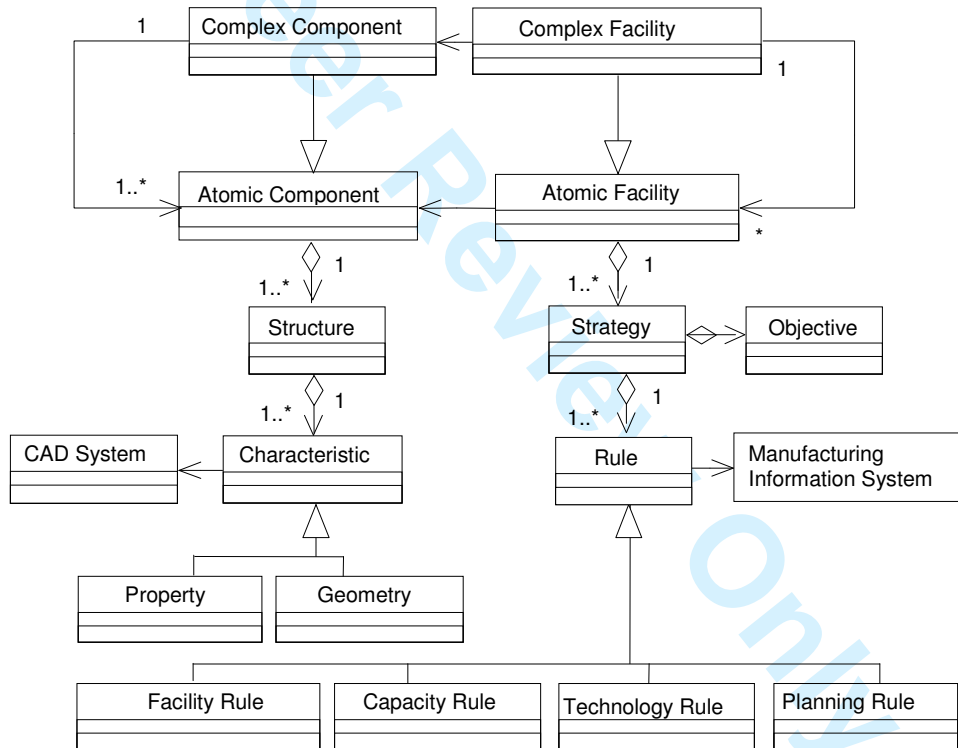 1
Complex Component
Complex Facility
1
1..*
Atomic Component
Atomic Facility
*
1
1..*
1
1..*
Structure
Strategy
Objective
1
1..*
1
1..*
CAD System
Characteristic
Rule
Manufacturing
Information System
Property
Geometry
Facility Rule
Capacity Rule
Technology Rule
Planning Rule
eer Review Only